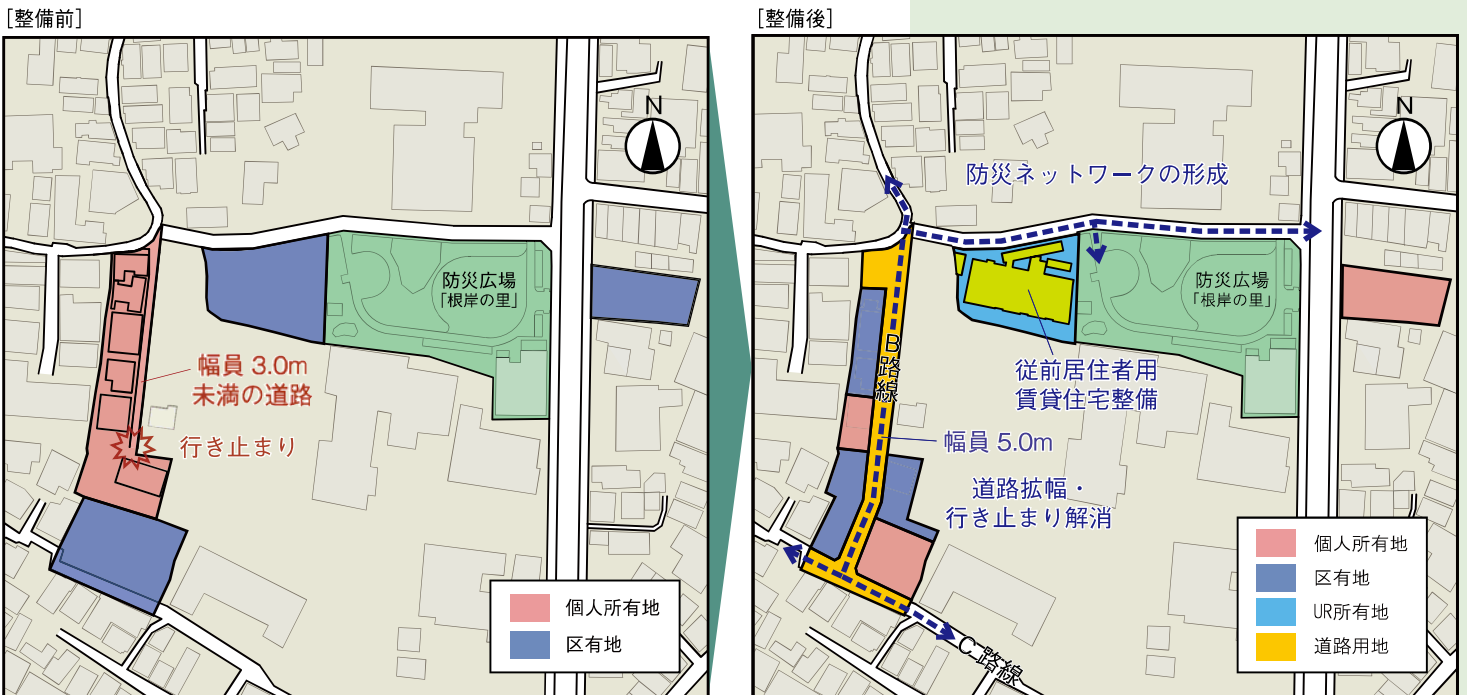 [整備前]
N
防災広場
「根岸の里」
幅員 3.0m
未満の道路
行き止まり
個人所有地
区有地
[整備後]
N
防災ネットワークの形成
防災広場
「根岸の里」
B路線
従前居住者用
賃貸住宅整備
幅員 5.0m
道路拡幅・
行き止まり解消
C路線
個人所有地
区有地
UR所有地
道路用地